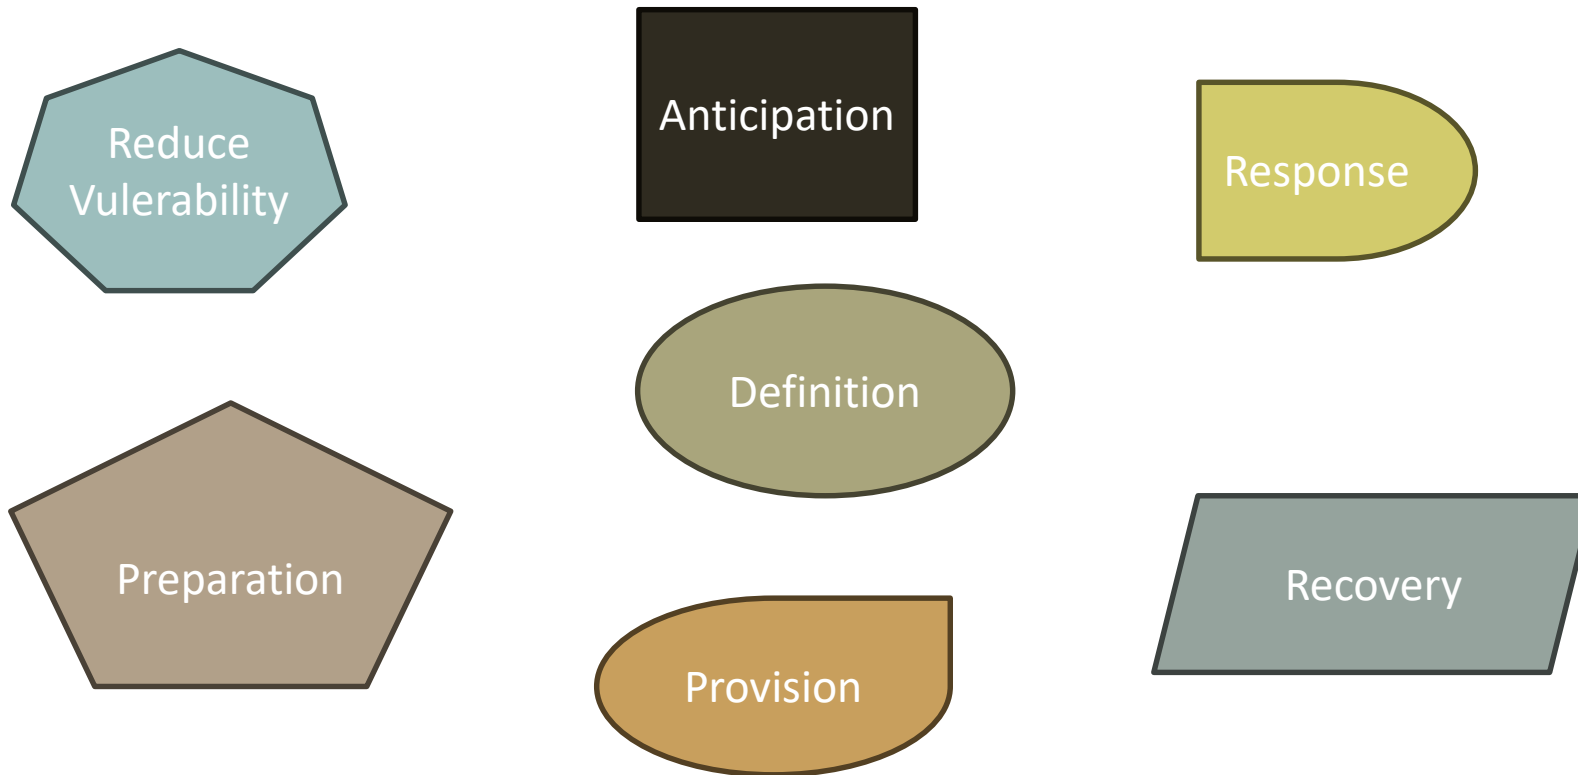 Reduce
Vulerability
Anticipation
Response
Definition
Preparation
Provision
Recovery